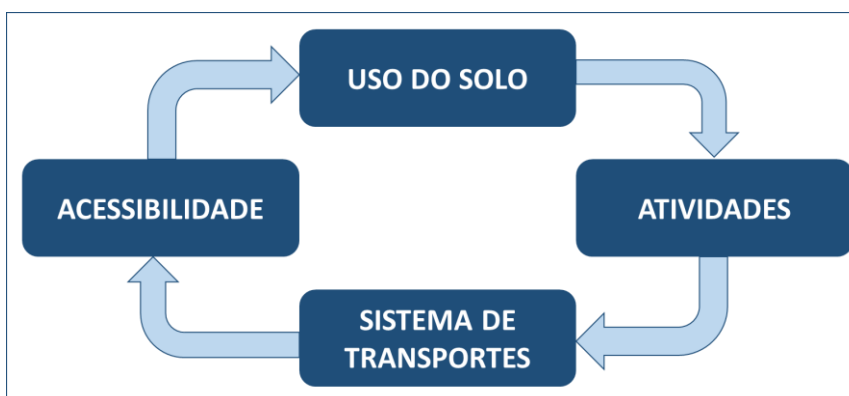 USO DO SOLO
ACESSIBILIDADE
ATIVIDADES
SISTEMA DE
TRANSPORTES